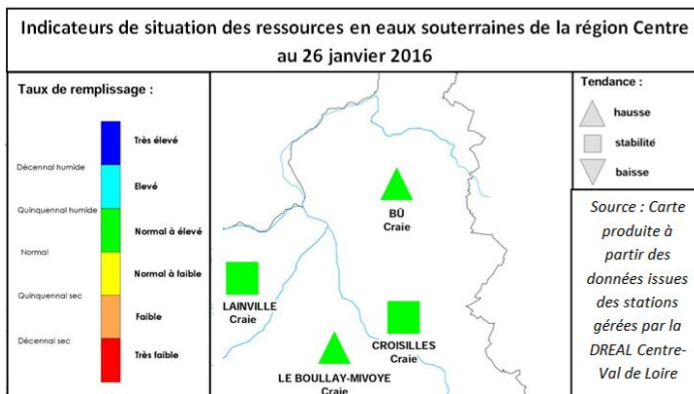 Indicateurs de situation des ressources en eaux souterraines de la région Centre
au 26 janvier 2016
Taux de remplissage :
Très élevé
Décennal humide
Elevé
Quinquennal humide
Normal à élevé
Normal
Normal à faible
Quinquennal sec
Faible
Décennal sec
Très faible
BÛ
Craie
LAINVILLE
Craie
CROISILLES
Craie
LE BOULLAY-MIVOYE
Craie
Tendance :
hausse
stabilité
baisse
Source : Carte
produite à
partir des
données issues
des stations
gérées par la
DREAL Centre-
Val de Loire